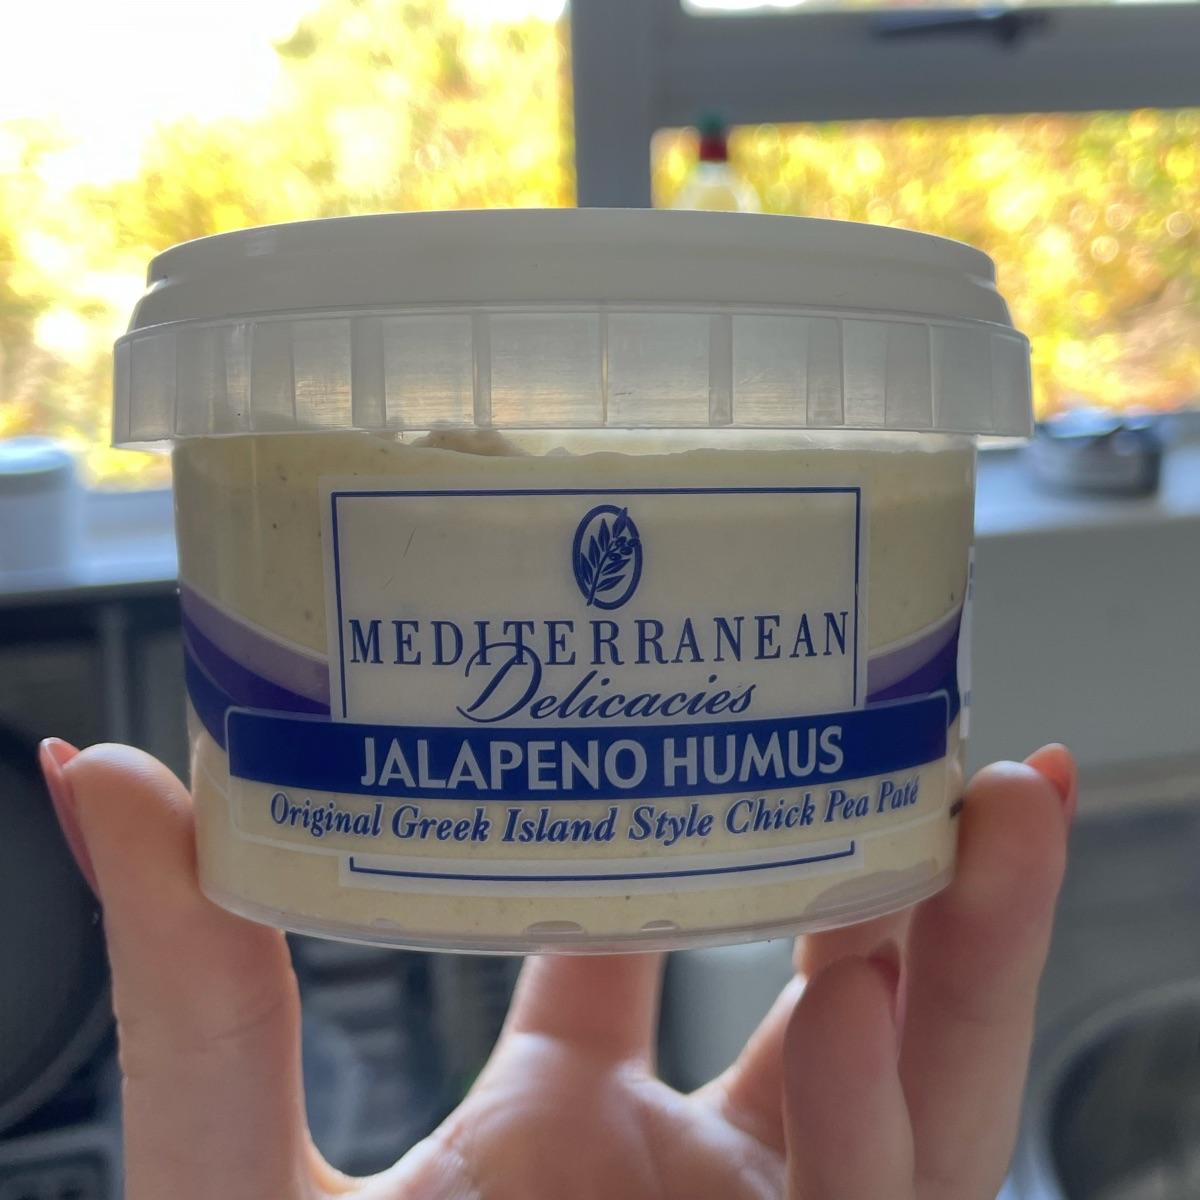 MEDITERRANEAN
Delicacies
JALAPENO HUMUS
Original Greek Island Style Chick Pea Paté